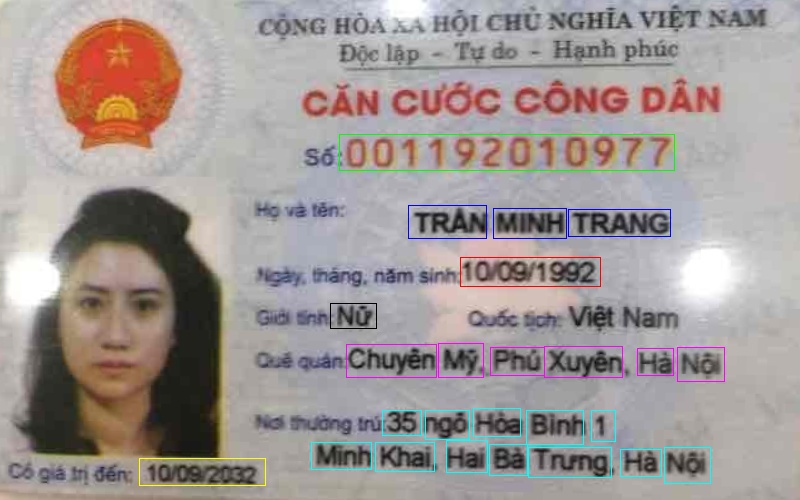 CỘNG HÒA XÃ HỘI CHỦ NGHĨA VIỆT NAM
Độc lập - Tự do - Hạnh phúc
CĂN CƯỚC CÔNG DÂN
Số: 001192010977
Họ và tên: TRẦN MINH TRANG
Ngày, tháng, năm sinh: 10/09/1992
Giới tính: Nữ Quốc tịch: Việt Nam
Quê quán: Chuyên Mỹ, Phú Xuyên, Hà Nội
Nơi thường trú: 35 ngõ Hòa Bình 1
Minh Khai, Hai Bà Trưng, Hà Nội
Có giá trị đến: 10/09/2032